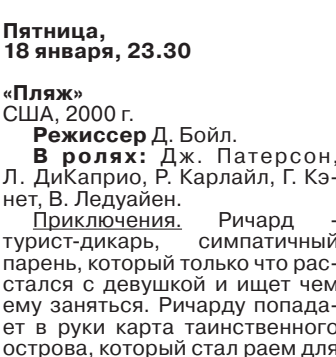 Пятница,
18 января, 23.30
«Пляж»
США, 2000 г.
Режиссер Д. Бойл.
В ролях: Дж. Патерсон,
Л. ДиКаприо, Р. Карлайл, Г. Кэ-
нет, В. Ледуайен.
Приключения. Ричард -
турист-дикарь, симпатичный
парень, который только что рас-
стался с девушкой и ищет чем
ему заняться. Ричарду попада-
ет в руки карта таинственного
острова, который стал раем для